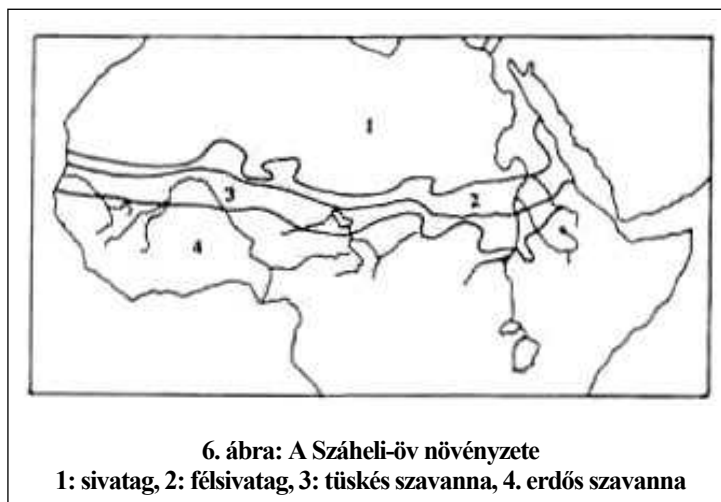 1
2
3
4
6. ábra: A Száheli-öv növényzete
1: sivatag, 2: félsivatag, 3: tüskés szavanna, 4. erdős szavanna